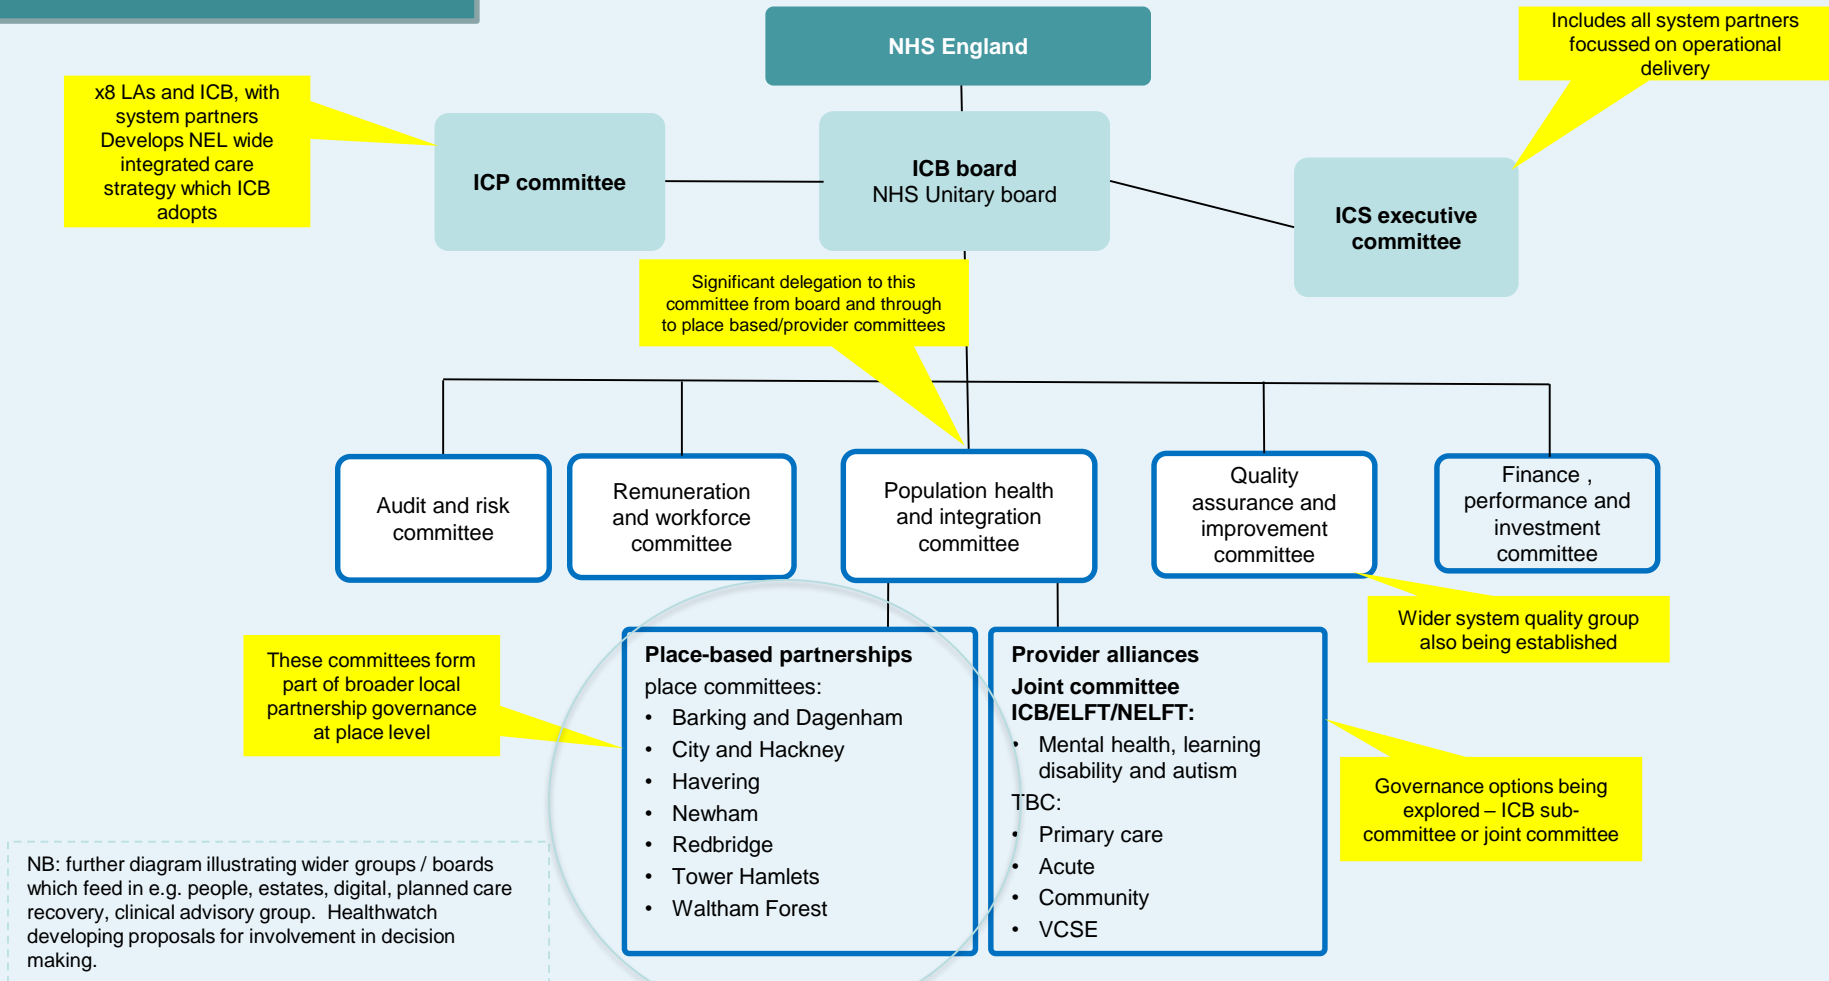 NHS England
Includes all system partners
focussed on operational
delivery
x8 LAs and ICB, with
system partners
Develops NEL wide
integrated care
strategy which ICB
adopts
ICP committee
ICB board
NHS Unitary board
ICS executive
committee
Significant delegation to this
committee from board and through
to place based/provider committees
Audit and risk
committee
Remuneration
and workforce
committee
Population health
and integration
committee
Quality
assurance and
improvement
committee
Finance ,
performance and
investment
committee
Wider system quality group
also being established
These committees form
part of broader local
partnership governance
at place level
Place-based partnerships
place committees:
• Barking and Dagenham
• City and Hackney
• Havering
• Newham
• Redbridge
• Tower Hamlets
• Waltham Forest
Provider alliances
Joint committee
ICB/ELFT/NELFT:
• Mental health, learning
disability and autism
TBC:
• Primary care
• Acute
• Community
• VCSE
Governance options being
explored – ICB sub-
committee or joint committee
NB: further diagram illustrating wider groups / boards
which feed in e.g. people, estates, digital, planned care
recovery, clinical advisory group.  Healthwatch
developing proposals for involvement in decision
making.